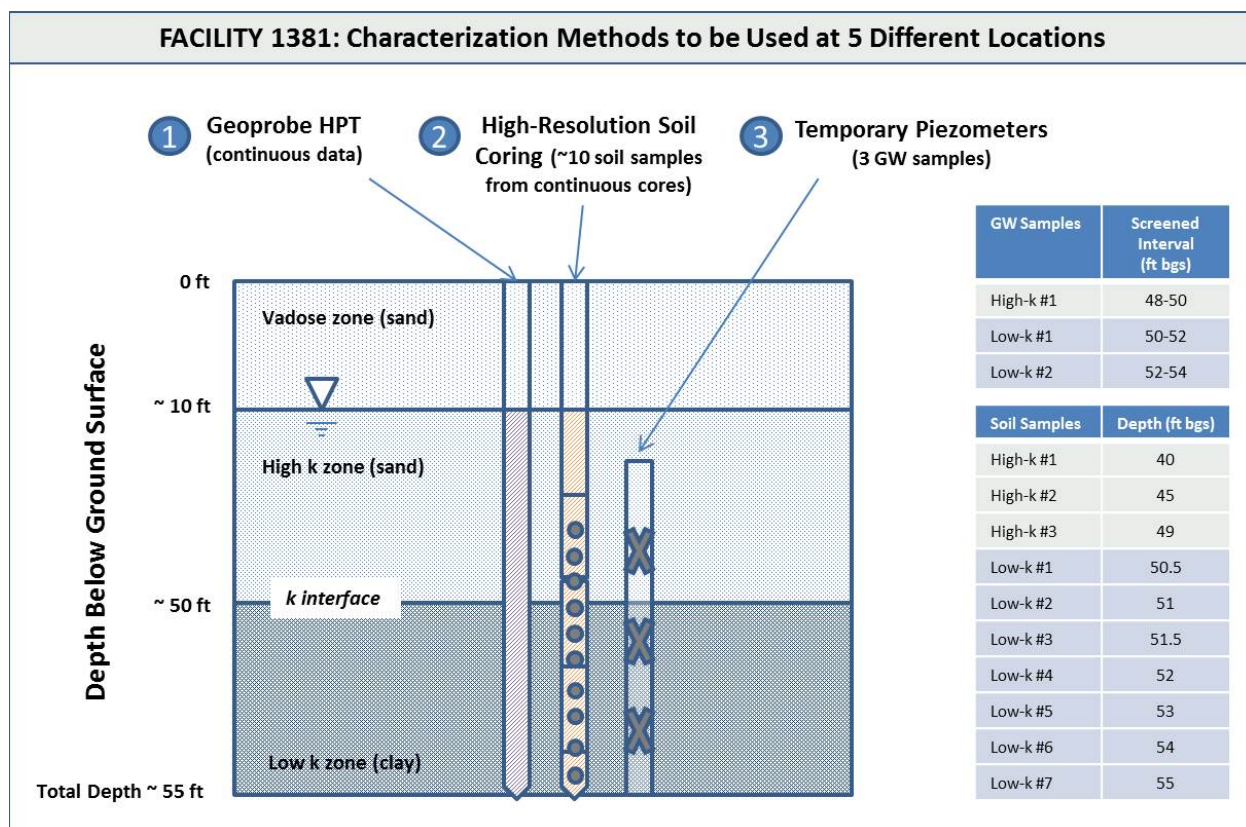 FACILITY 1381: Characterization Methods to be Used at 5 Different Locations
1
Geoprobe HPT
(continuous data)
2
High-Resolution Soil
Coring (~10 soil samples
from continuous cores)
3
Temporary Piezometers
(3 GW samples)
Depth Below Ground Surface
0 ft
Vadose zone (sand)
~ 10 ft
High k zone (sand)
k interface
~ 50 ft
Low k zone (clay)
Total Depth ~ 55 ft
GW Samples Screened
Interval
(ft bgs)
High-k #1 48-50
Low-k #1 50-52
Low-k #2 52-54
Soil Samples Depth (ft bgs)
High-k #1 40
High-k #2 45
High-k #3 49
Low-k #1 50.5
Low-k #2 51
Low-k #3 51.5
Low-k #4 52
Low-k #5 53
Low-k #6 54
Low-k #7 55